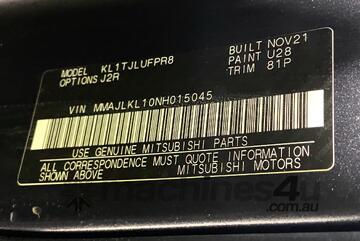 MODEL KL1TJLUFPR8
OPTIONS J2R
BUILT NOV21
PAINT U28
TRIM 81P
VIN MMAJLKL10NH015045
USE GENUINE MITSUBISHI PARTS
ALL CORRESPONDENCE MUST QUOTE INFORMATION
SHOWN ABOVE MITSUBISHI MOTORS
machines4u
.com.au